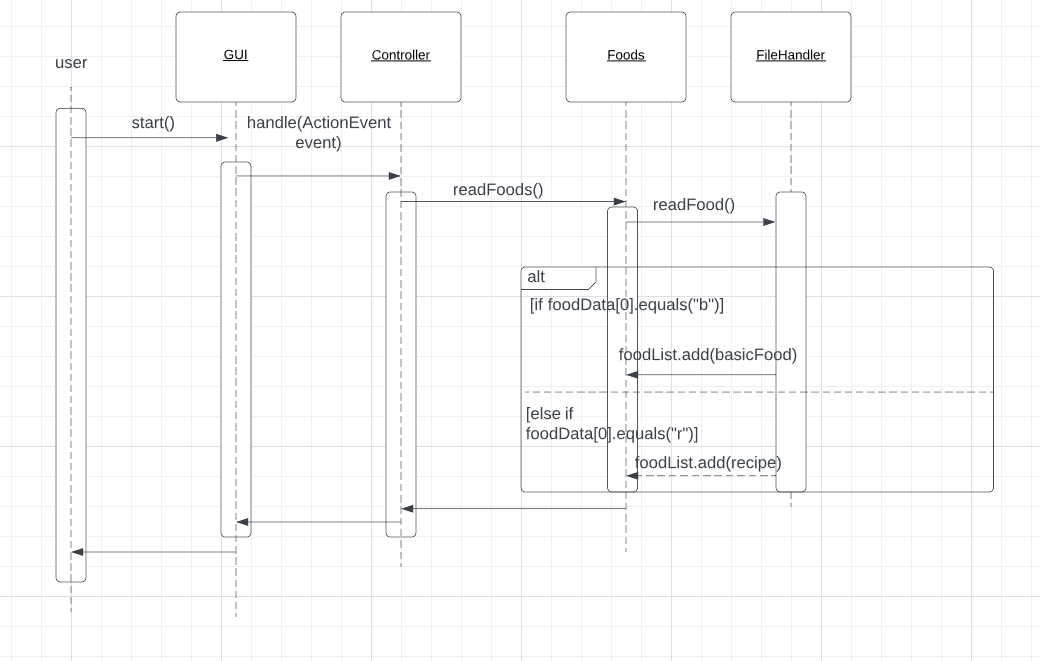 user
GUI
Controller
Foods
FileHandler
start()
handle(ActionEvent
event)
readFoods()
readFood()
alt
[if foodData[0].equals("b")]
foodList.add(basicFood)
[else if
foodData[0].equals("r")]
foodList.add(recipe)